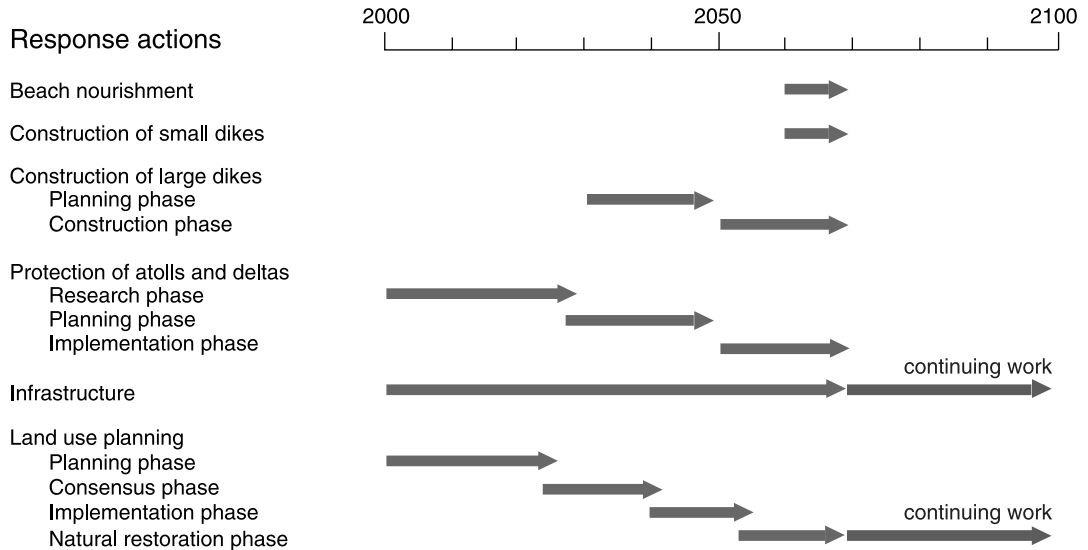 2000 2050 2100
Response actions
Beach nourishment
Construction of small dikes
Construction of large dikes
Planning phase
Construction phase
Protection of atolls and deltas
Research phase
Planning phase
Implementation phase
continuing work
Infrastructure
Land use planning
Planning phase
Consensus phase
Implementation phase
continuing work
Natural restoration phase